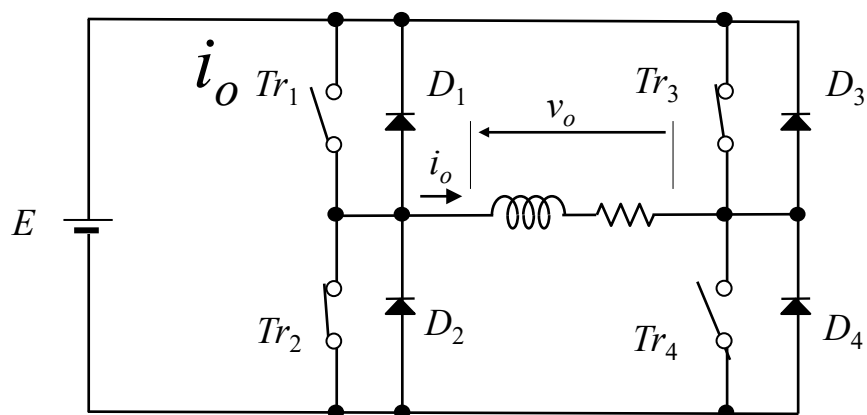 i_o
Tr_1
D_1
v_o
Tr_3
D_3
i_o
E
Tr_2
D_2
Tr_4
D_4